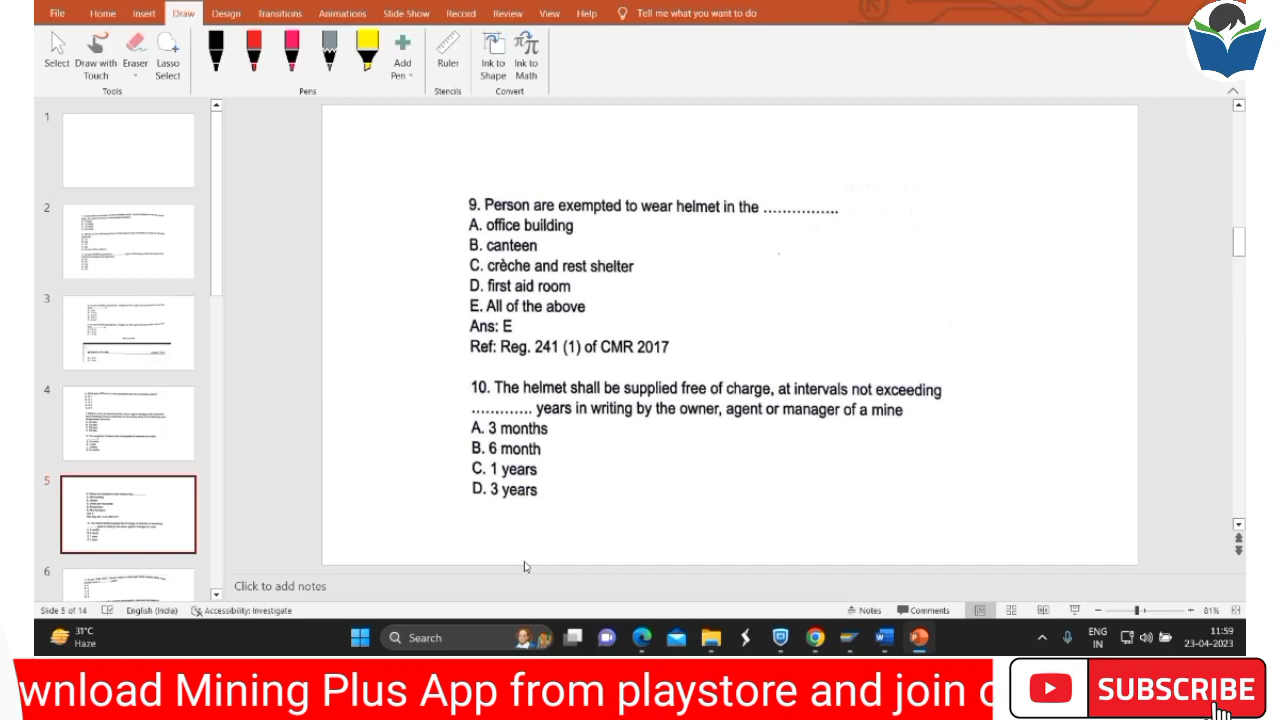 File Home Insert Draw Design Transitions Animations Slide Show Record Review View Help Tell me what you want to do
Select Draw with Touch Eraser Lasso Select Add Pen Ruler Ink to Shape Ink to Math
Tools Pens Stencils Convert
1
2
3
4
5
6
9. Person are exempted to wear helmet in the ................
A. office building
B. canteen
C. crèche and rest shelter
D. first aid room
E. All of the above
Ans: E
Ref: Reg. 241 (1) of CMR 2017
10. The helmet shall be supplied free of charge, at intervals not exceeding
............. years in writing by the owner, agent or manager of a mine
A. 3 months
B. 6 month
C. 1 years
D. 3 years
Click to add notes
Slide 5 of 14 English (India) Accessibility: Investigate Notes Comments 81%
31°C
Haze
Search
ENG
IN
11:59
23-04-2023
wnload Mining Plus App from playstore and join
SUBSCRIBE